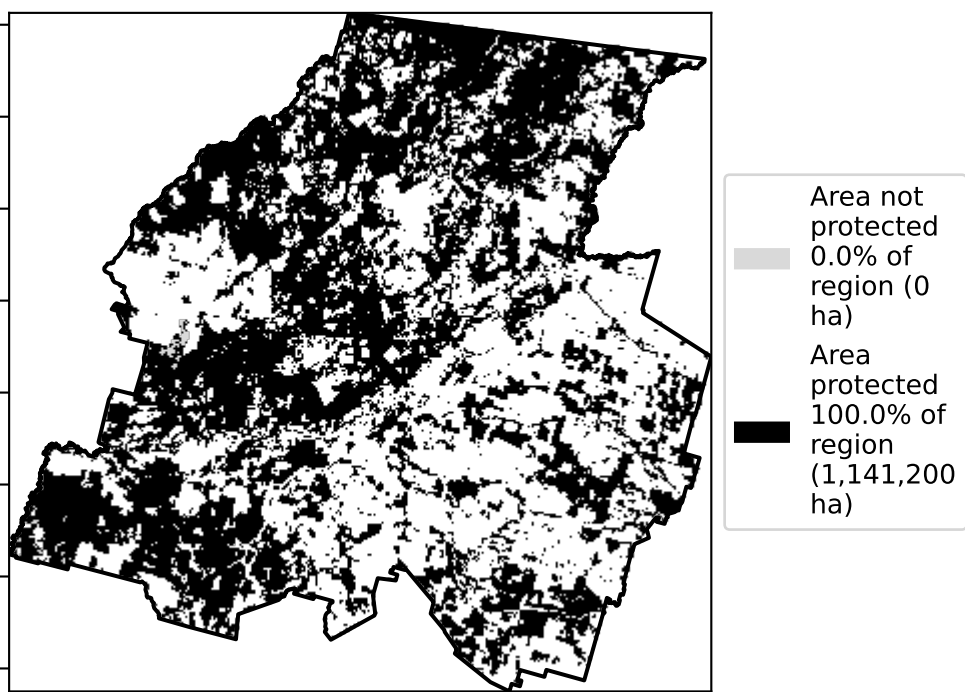 Area not
protected
0.0% of
region (0
ha)
Area
protected
100.0% of
region
(1,141,200
ha)